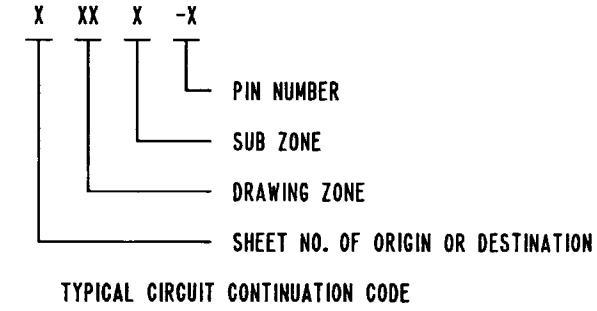 X XX X -X
PIN NUMBER
SUB ZONE
DRAWING ZONE
SHEET NO. OF ORIGIN OR DESTINATION
TYPICAL CIRCUIT CONTINUATION CODE